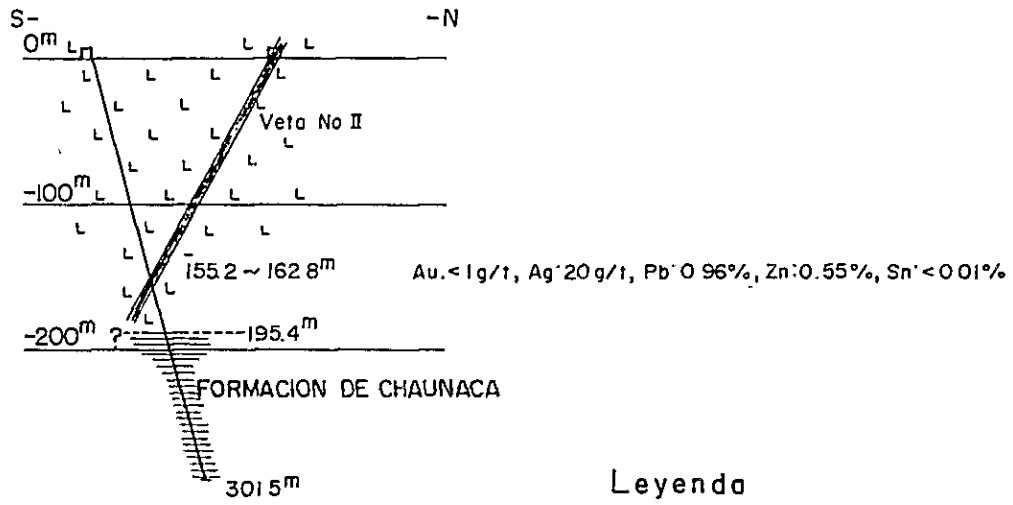 S- -N
0m
Veta No II
-100m
155.2 ~ 162.8m Au.<1g/t, Ag 20g/t, Pb 0.96%, Zn:0.55%, Sn <0.01%
-200m ? 195.4m
FORMACION DE CHAUNACA
301.5m
Leyenda